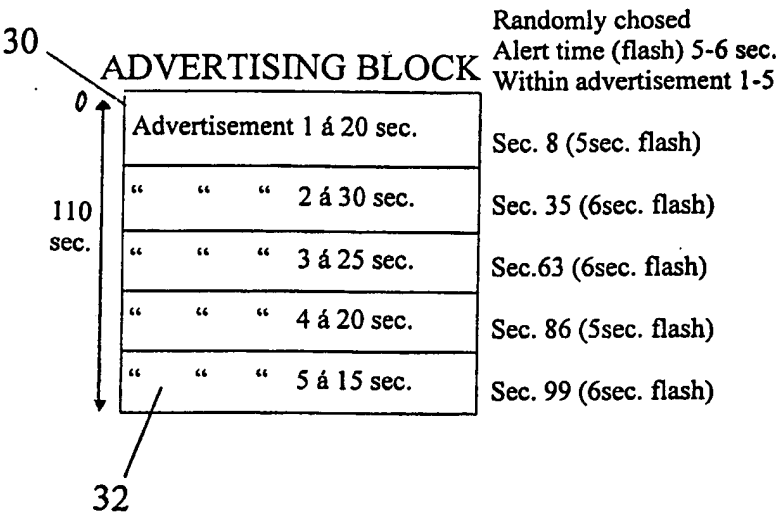 Randomly chosed
30
Alert time (flash) 5-6 sec.
ADVERTISING BLOCK
Within advertisement 1-5
0
Advertisement 1 á 20 sec.
Sec. 8 (5sec. flash)
“ “ “ 2 á 30 sec.
Sec. 35 (6sec. flash)
110
sec.
“ “ “ 3 á 25 sec.
Sec.63 (6sec. flash)
“ “ “ 4 á 20 sec.
Sec. 86 (5sec. flash)
“ “ “ 5 á 15 sec.
Sec. 99 (6sec. flash)
32